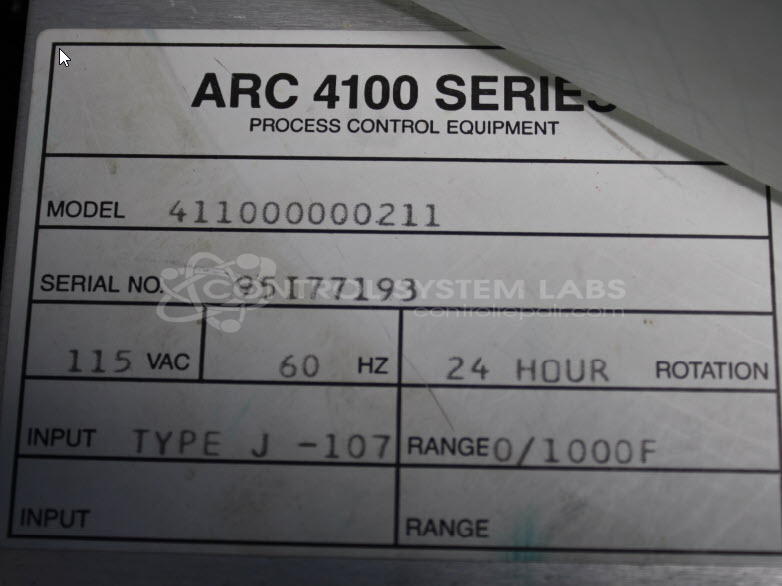 ARC 4100 SERIES
PROCESS CONTROL EQUIPMENT
MODEL 411000000211
SERIAL NO. 95I77193
CONTROL SYSTEM LABS
controlrepair.com
115 VAC 60 HZ 24 HOUR ROTATION
INPUT TYPE J -107 RANGE 0/1000F
INPUT RANGE